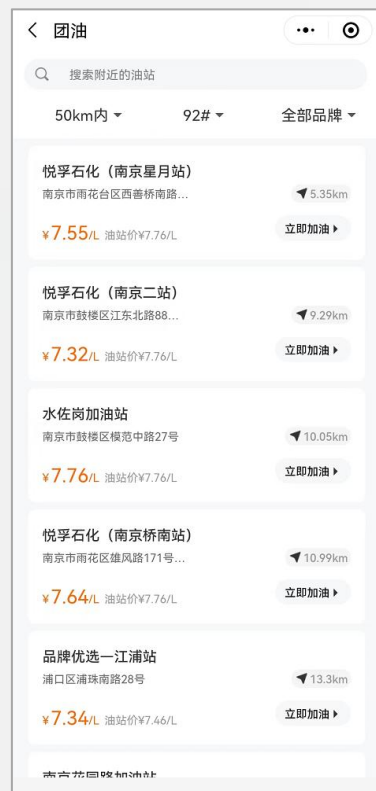 团油
搜索附近的油站
50km内 92# 全部品牌
悦孚石化（南京星月站）
南京市雨花台区西善桥南路... 5.35km
¥7.55/L 油站价¥7.76/L 立即加油
悦孚石化（南京二站）
南京市鼓楼区江东北路88... 9.29km
¥7.32/L 油站价¥7.76/L 立即加油
水佐岗加油站
南京市鼓楼区模范中路27号 10.05km
¥7.76/L 油站价¥7.76/L 立即加油
悦孚石化（南京桥南站）
南京市雨花区雄风路171号... 10.99km
¥7.64/L 油站价¥7.76/L 立即加油
品牌优选一江浦站
浦口区浦珠南路28号 13.3km
¥7.34/L 油站价¥7.46/L 立即加油
南京花园路加油站